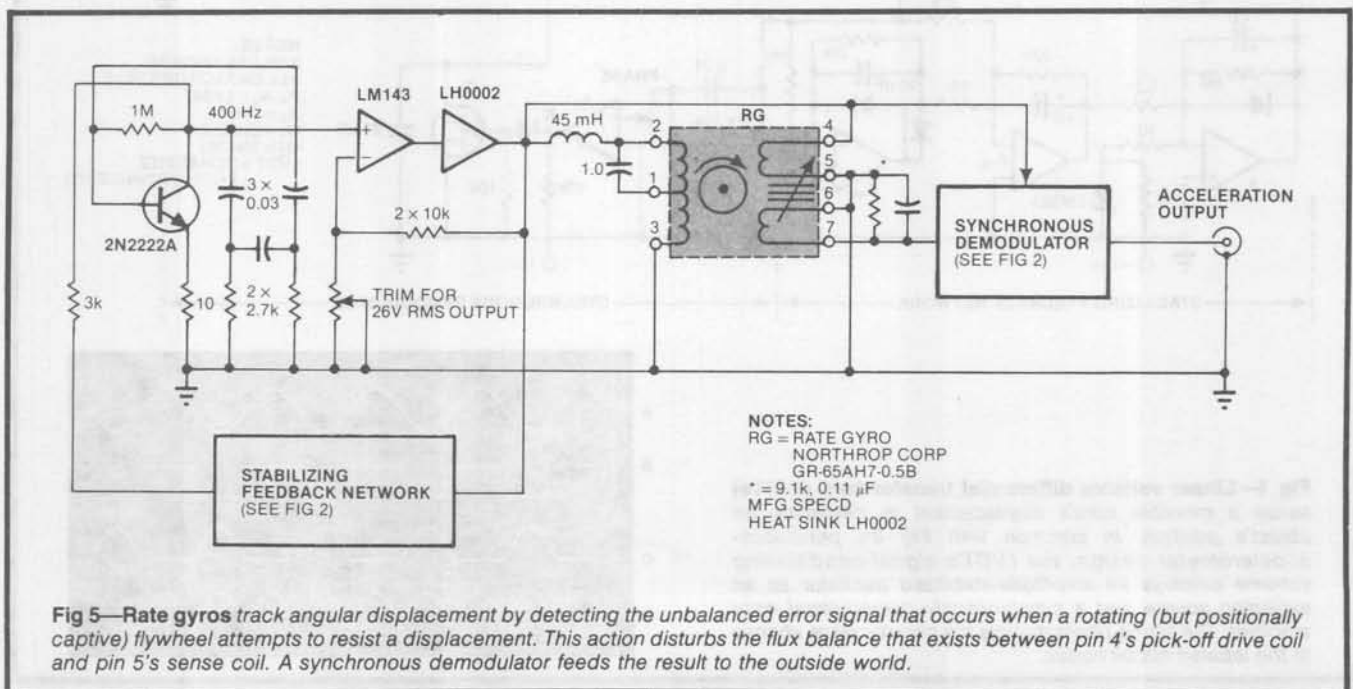 LM143
LH0002
1M
400 Hz
45 mH
RG
2
4
+
−
1.0
5
*
1
6
3 ×
0.03
3
7
2N2222A
2 × 10k
SYNCHRONOUS
DEMODULATOR
(SEE FIG 2)
ACCELERATION
OUTPUT
3k
10
2 ×
2.7k
TRIM FOR
26V RMS OUTPUT
STABILIZING
FEEDBACK NETWORK
(SEE FIG 2)
NOTES:
RG = RATE GYRO
NORTHROP CORP
GR-65AH7-0.5B
* = 9.1k, 0.11 µF
MFG SPECD
HEAT SINK LH0002
Fig 5—Rate gyros track angular displacement by detecting the unbalanced error signal that occurs when a rotating (but positionally
captive) flywheel attempts to resist a displacement. This action disturbs the flux balance that exists between pin 4's pick-off drive coil
and pin 5's sense coil. A synchronous demodulator feeds the result to the outside world.